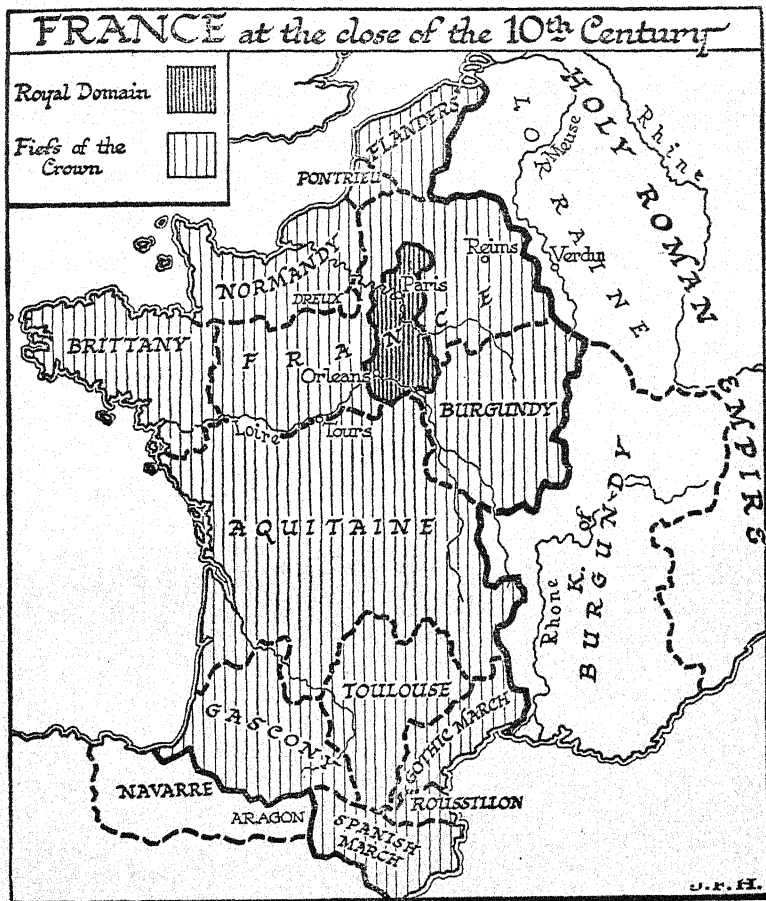 FRANCE at the close of the 10th Century
Royal Domain
Fiefs of the
Crown
FLANDERS
PONTRIEU
LORRAINE
Meuse
HOLY ROMAN
EMPIRE
Rhine
Reims
Verdun
NORMANDY
DREUX
Paris
BRITTANY
FRANCE
Orleans
BURGUNDY
Loire
Tours
AQUITAINE
K. of
BURGUNDY
Rhone
TOULOUSE
GASCONY
GOTHIC MARCH
NAVARRE
ARAGON
ROUSSILLON
SPANISH
MARCH
J.F.H.